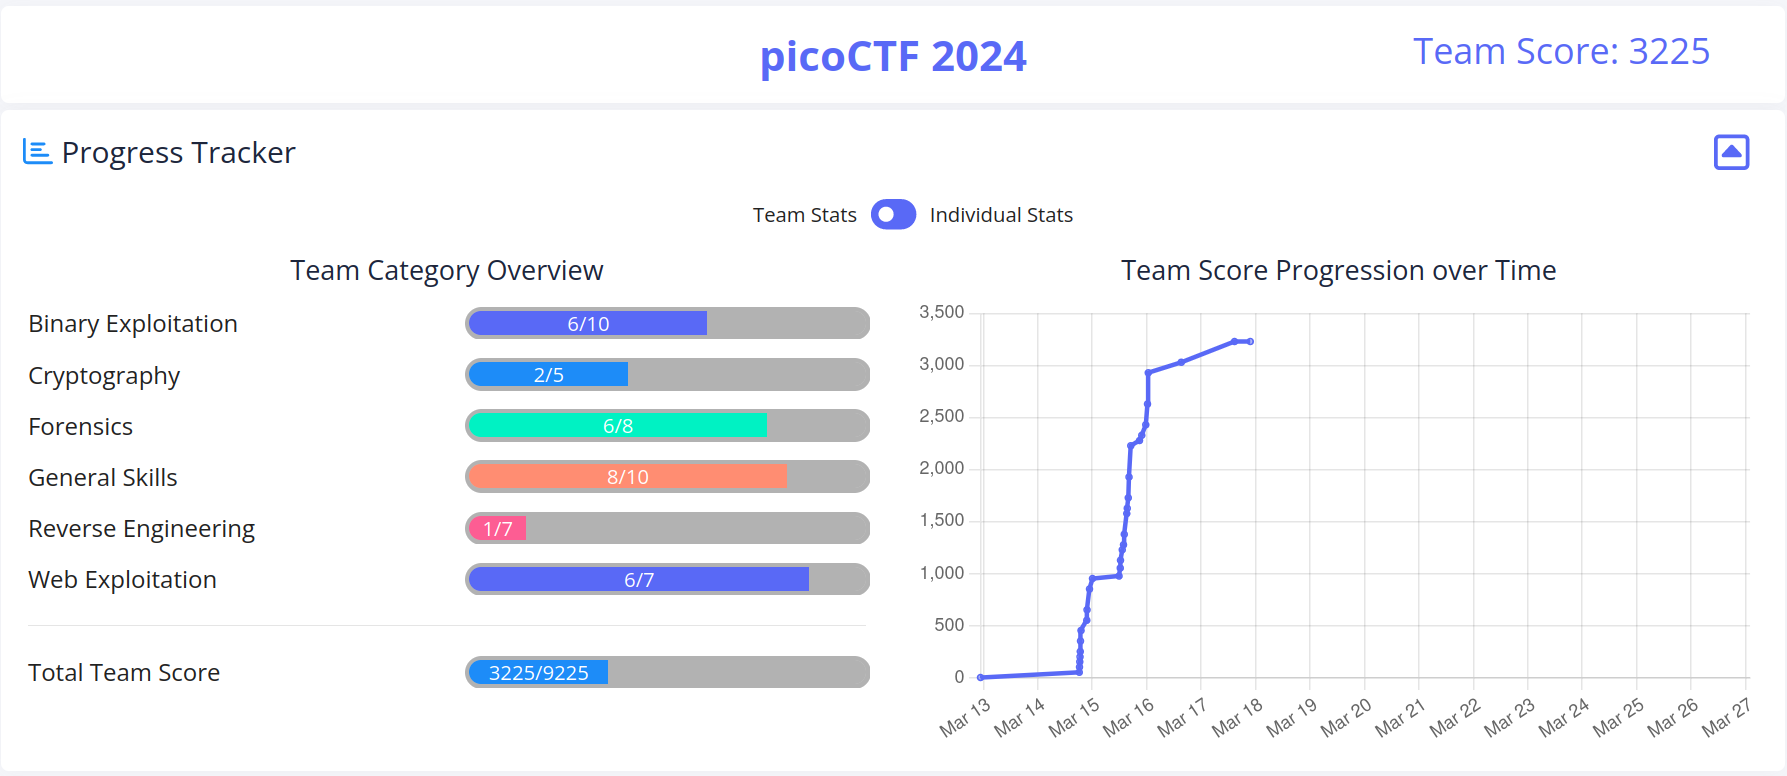 picoCTF 2024
Team Score: 3225
Progress Tracker
Team Stats Individual Stats
Team Category Overview
Binary Exploitation 6/10
Cryptography 2/5
Forensics 6/8
General Skills 8/10
Reverse Engineering 1/7
Web Exploitation 6/7
Total Team Score 3225/9225
Team Score Progression over Time
3,500
3,000
2,500
2,000
1,500
1,000
500
0
Mar 13 Mar 14 Mar 15 Mar 16 Mar 17 Mar 18 Mar 19 Mar 20 Mar 21 Mar 22 Mar 23 Mar 24 Mar 25 Mar 26 Mar 27